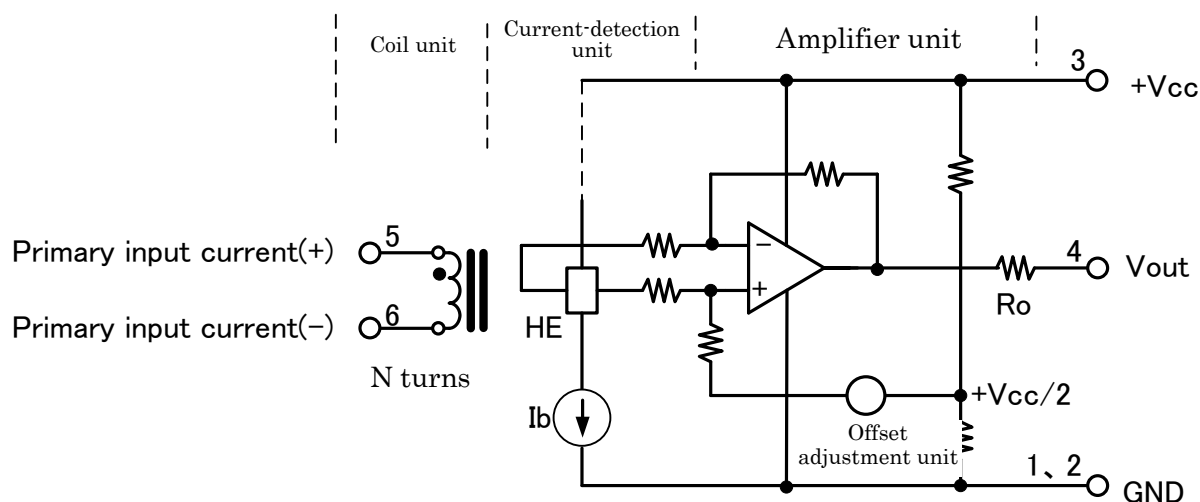 Coil unit
Current-detection
unit
Amplifier unit
3
+Vcc
Primary input current(+)
5
−
4
Vout
+
Ro
Primary input current(-)
6
HE
N turns
+Vcc/2
Ib
Offset
adjustment unit
1、2
GND